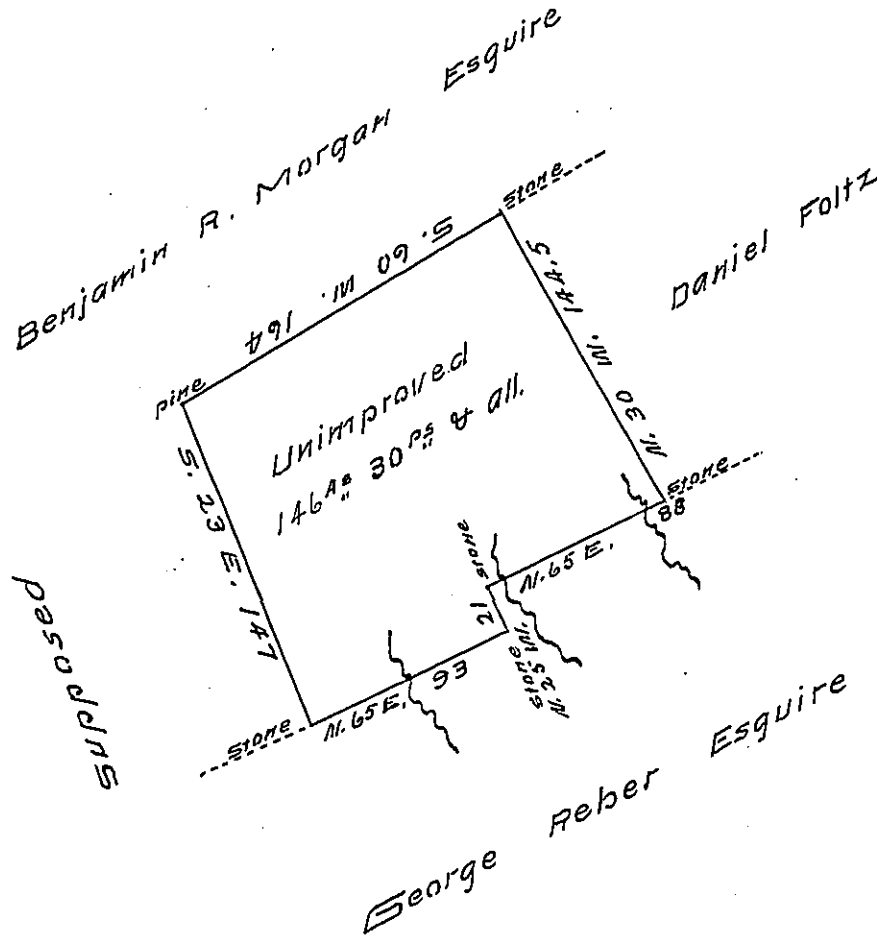 Benjamin R. Morgan Esquire
Daniel Foltz
Stone
S. 60 W. 164
N. 30 W. 144,5
pine
Unimproved
146 As 30 Ps & all.
S. 23 E. 147
Stone
88
N. 65 E.
Stone
21
N. 25 W.
Stone
N. 65 E. 93
Stone
Supposed
George Reber Esquire